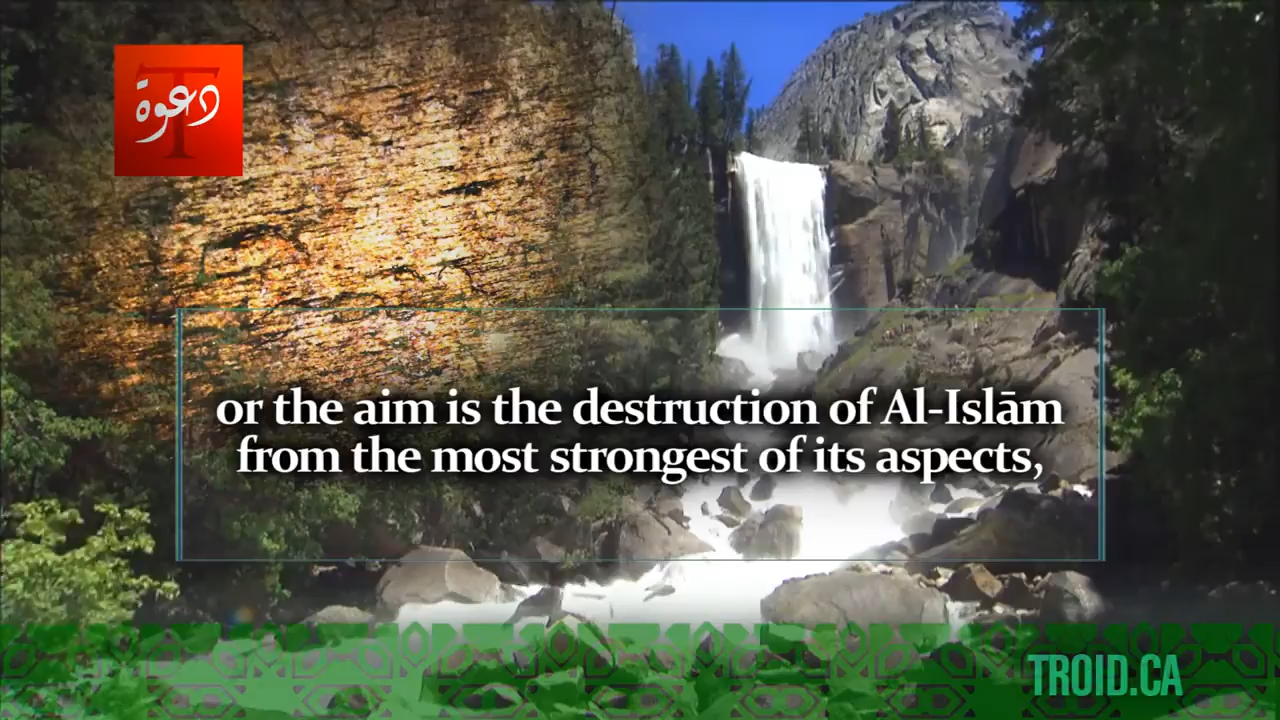 دعوة
T
or the aim is the destruction of Al-Islām
from the most strongest of its aspects,
TROID.CA